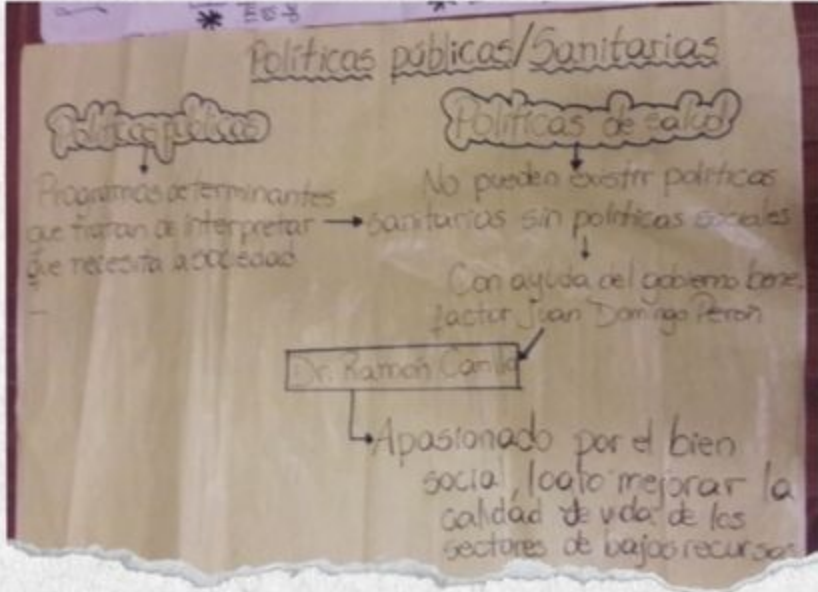 Políticas públicas/Sanitarias
Políticas públicas
Políticas de salud
Programas determinantes
que tratan de interpretar
que necesita la sociedad
No pueden existir políticas
sanitarias sin políticas sociales
Con ayuda del gobierno bene
factor Juan Domingo Perón
Dr. Ramón Carrillo
Apasionado por el bien
social, logro mejorar la
calidad de vida de los
sectores de bajos recursos